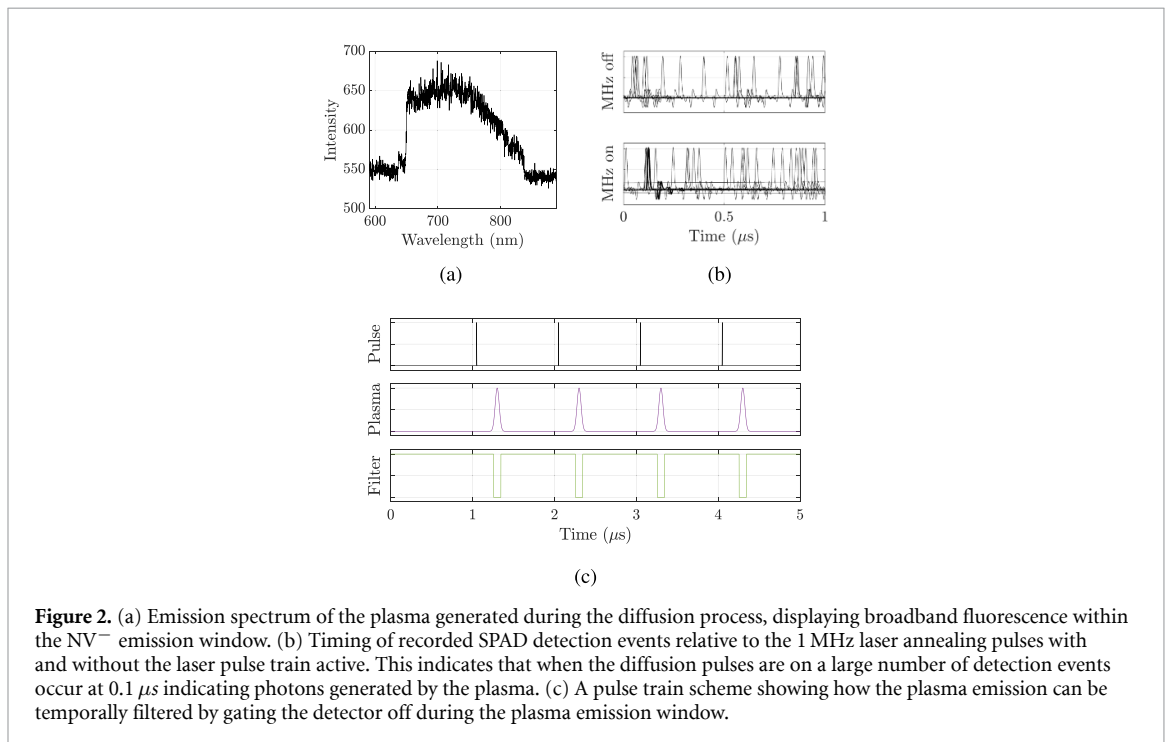 700
650
600
550
500
Intensity
600
700
800
Wavelength (nm)
(a)
MHz off
MHz on
0
0.5
1
Time (μs)
(b)
Pulse
Plasma
Filter
0
1
2
3
4
5
Time (μs)
(c)
Figure 2. (a) Emission spectrum of the plasma generated during the diffusion process, displaying broadband fluorescence within
the NV⁻ emission window. (b) Timing of recorded SPAD detection events relative to the 1 MHz laser annealing pulses with
and without the laser pulse train active. This indicates that when the diffusion pulses are on a large number of detection events
occur at 0.1 μs indicating photons generated by the plasma. (c) A pulse train scheme showing how the plasma emission can be
temporally filtered by gating the detector off during the plasma emission window.